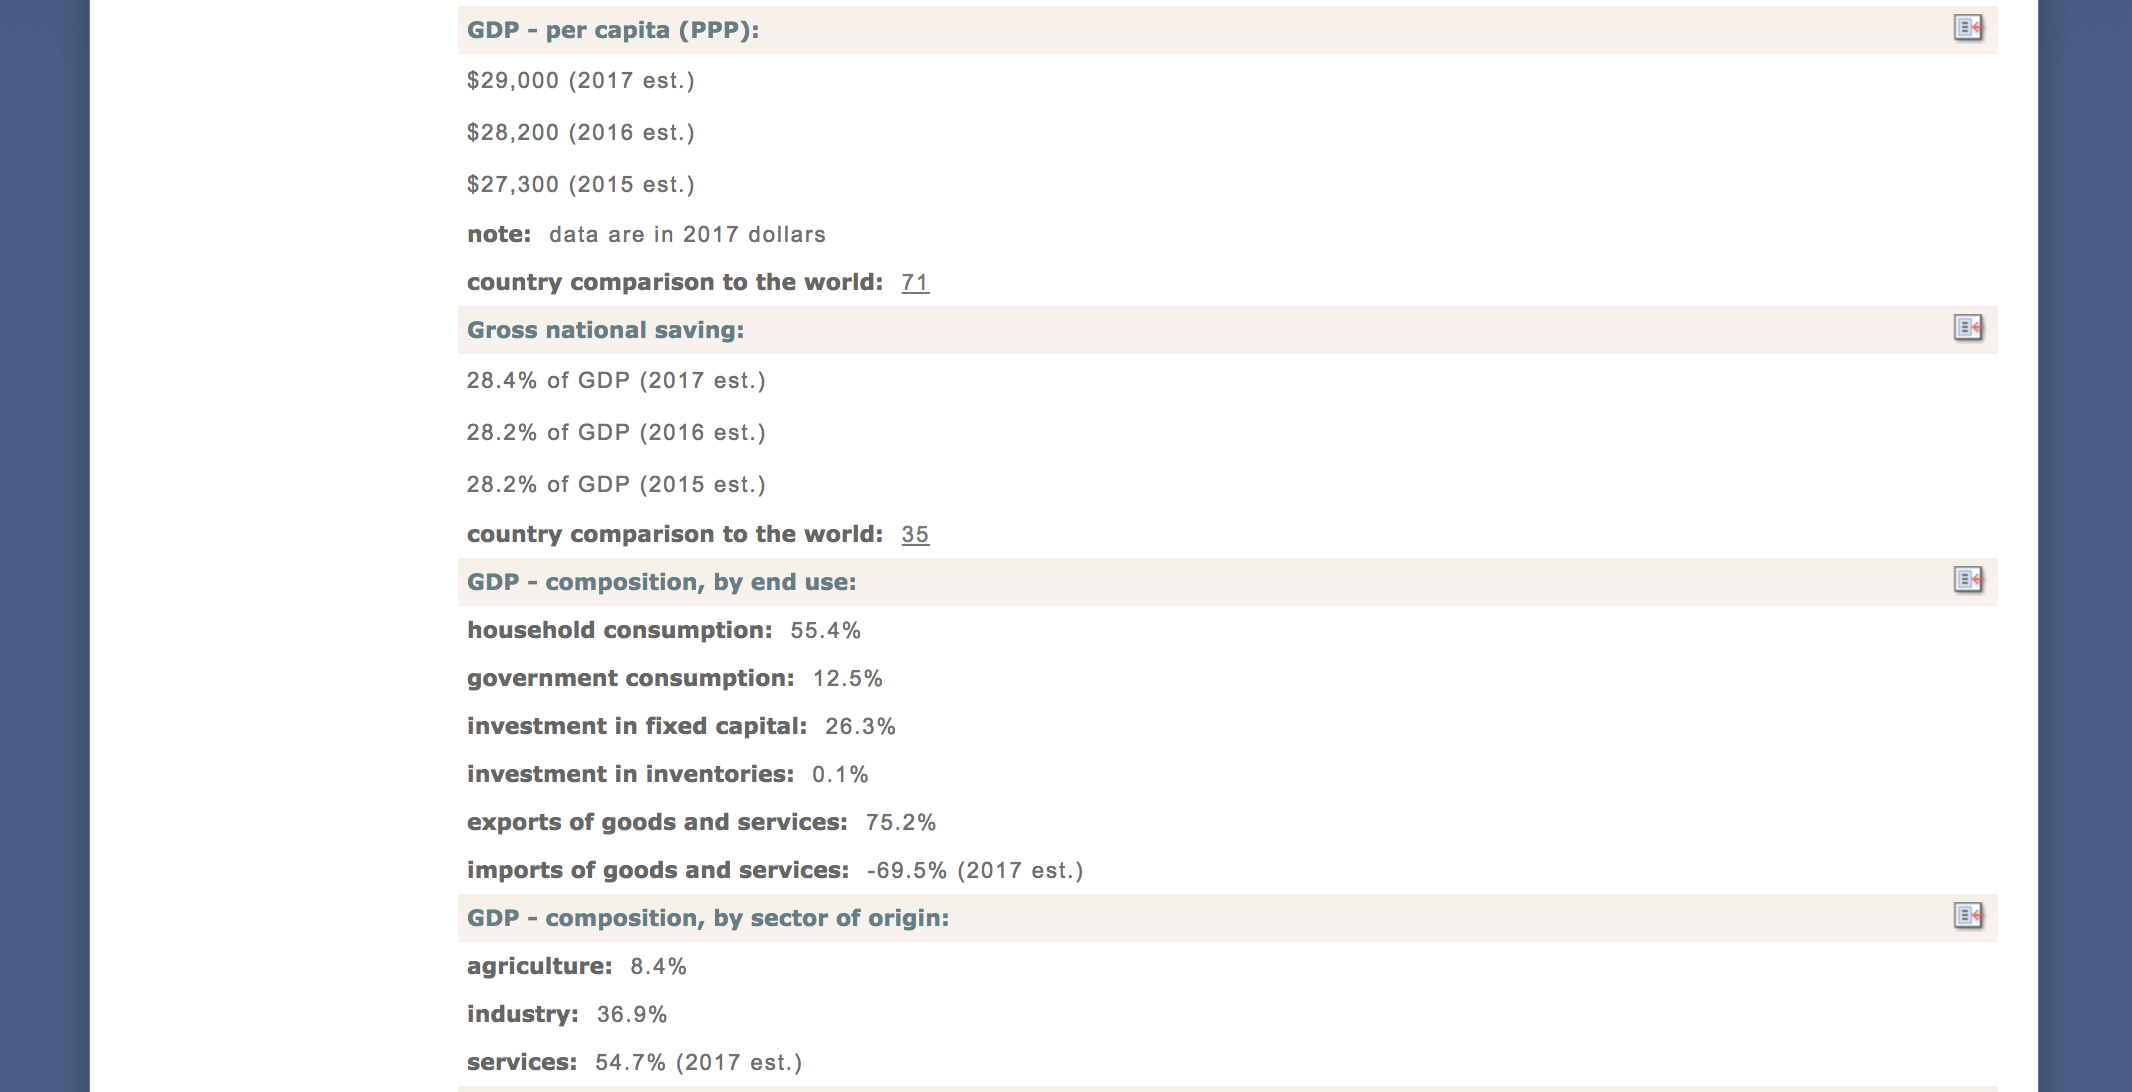 GDP - per capita (PPP):
$29,000 (2017 est.)
$28,200 (2016 est.)
$27,300 (2015 est.)
note: data are in 2017 dollars
country comparison to the world: 71
Gross national saving:
28.4% of GDP (2017 est.)
28.2% of GDP (2016 est.)
28.2% of GDP (2015 est.)
country comparison to the world: 35
GDP - composition, by end use:
household consumption: 55.4%
government consumption: 12.5%
investment in fixed capital: 26.3%
investment in inventories: 0.1%
exports of goods and services: 75.2%
imports of goods and services: -69.5% (2017 est.)
GDP - composition, by sector of origin:
agriculture: 8.4%
industry: 36.9%
services: 54.7% (2017 est.)